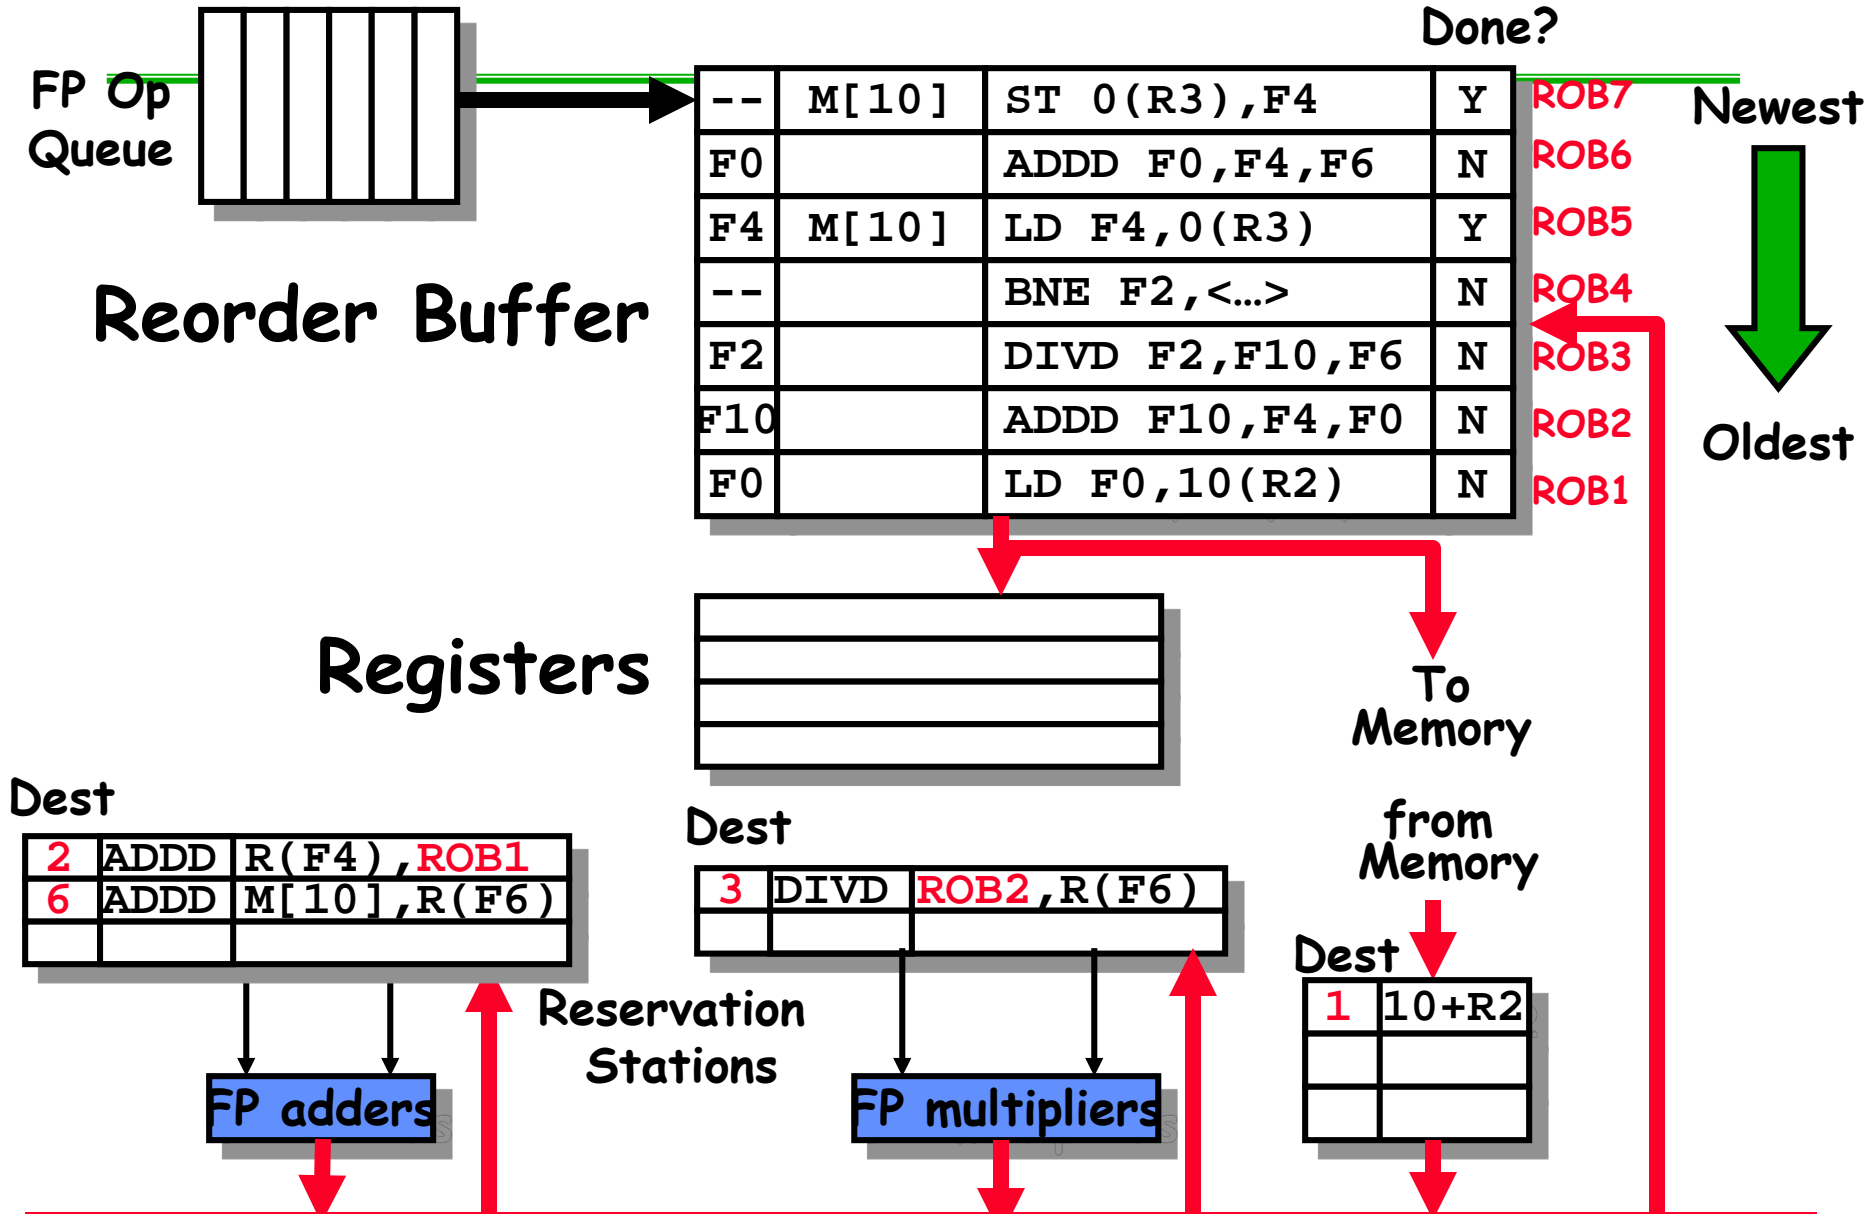 Done?
FP Op
Queue
-- M[10] ST 0(R3),F4 Y ROB7
F0 ADDD F0,F4,F6 N ROB6
F4 M[10] LD F4,0(R3) Y ROB5
-- BNE F2,<…> N ROB4
F2 DIVD F2,F10,F6 N ROB3
F10 ADDD F10,F4,F0 N ROB2
F0 LD F0,10(R2) N ROB1
Newest
Oldest
Reorder Buffer
Registers
To
Memory
from
Memory
Dest
2 ADDD R(F4),ROB1
6 ADDD M[10],R(F6)
Dest
3 DIVD ROB2,R(F6)
Dest
1 10+R2
Reservation
Stations
FP adders
FP multipliers